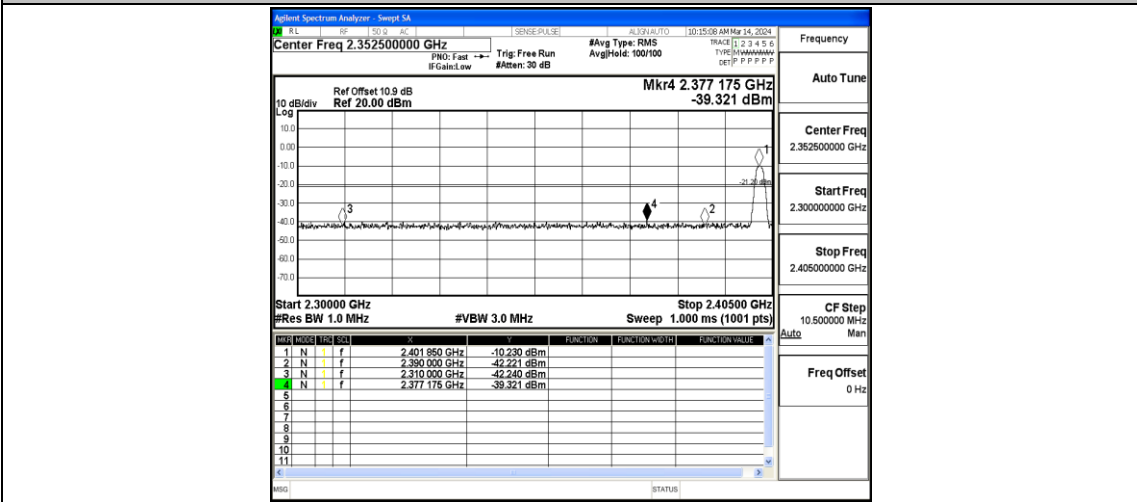 Agilent Spectrum Analyzer - Swept SA
RL RF 50 Ω AC SENSE:PULSE ALIGNAUTO 10:15:08 AM Mar 14, 2024
Center Freq 2.352500000 GHz #Avg Type: RMS TRACE 1 2 3 4 5 6
PNO: Fast Trig: Free Run Avg|Hold: 100/100 TYPE M
IFGain:Low #Atten: 30 dB DET P P P P P P
Mkr4 2.377 175 GHz
-39.321 dBm
Ref Offset 10.9 dB
10 dB/div Ref 20.00 dBm
Log
10.0
0.00
-10.0
-20.0
-30.0
-40.0
-50.0
-60.0
-70.0
1
-21.20 dBm
3
4
2
Start 2.30000 GHz Stop 2.40500 GHz
#Res BW 1.0 MHz #VBW 3.0 MHz Sweep 1.000 ms (1001 pts)
MKR MODE TRC SCL X Y FUNCTION FUNCTION WIDTH FUNCTION VALUE
1 N 1 f 2.401 850 GHz -10.230 dBm
2 N 1 f 2.390 000 GHz -42.221 dBm
3 N 1 f 2.310 000 GHz -42.240 dBm
4 N 1 f 2.377 175 GHz -39.321 dBm
5
6
7
8
9
10
11
MSG STATUS
Frequency
Auto Tune
Center Freq
2.352500000 GHz
Start Freq
2.300000000 GHz
Stop Freq
2.405000000 GHz
CF Step
10.500000 MHz
Auto Man
Freq Offset
0 Hz